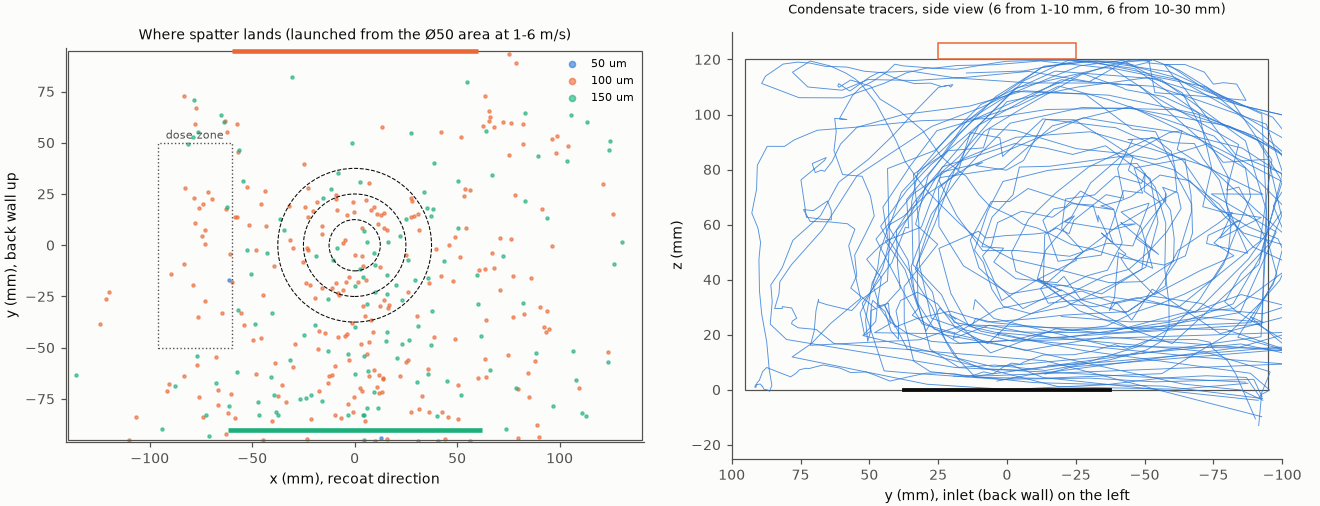 Where spatter lands (launched from the Ø50 area at 1-6 m/s)
50 um
100 um
150 um
dose zone
75
50
25
0
−25
−50
−75
−100
−50
0
50
100
x (mm), recoat direction
y (mm), back wall up
Condensate tracers, side view (6 from 1-10 mm, 6 from 10-30 mm)
120
100
80
60
40
20
0
−20
100
75
50
25
0
−25
−50
−75
−100
y (mm), inlet (back wall) on the left
z (mm)